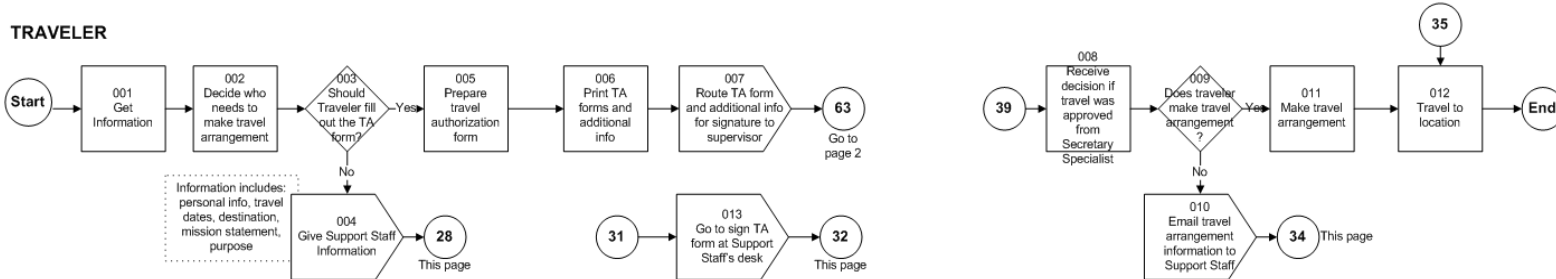 TRAVELER
Start
001
Get
Information
002
Decide who
needs to
make travel
arrangement
003
Should
Traveler fill
out the TA
form?
Yes
005
Prepare
travel
authorization
form
006
Print TA
forms and
additional
info
007
Route TA form
and additional info
for signature to
supervisor
63
Go to
page 2
No
Information includes:
personal info, travel
dates, destination,
mission statement,
purpose
004
Give Support Staff
Information
28
This page
31
013
Go to sign TA
form at Support
Staff's desk
32
This page
35
39
008
Receive
decision if
travel was
approved
from
Secretary
Specialist
009
Does traveler
make travel
arrangement
?
Yes
011
Make travel
arrangement
012
Travel to
location
End
No
010
Email travel
arrangement
information to
Support Staff
34
This page